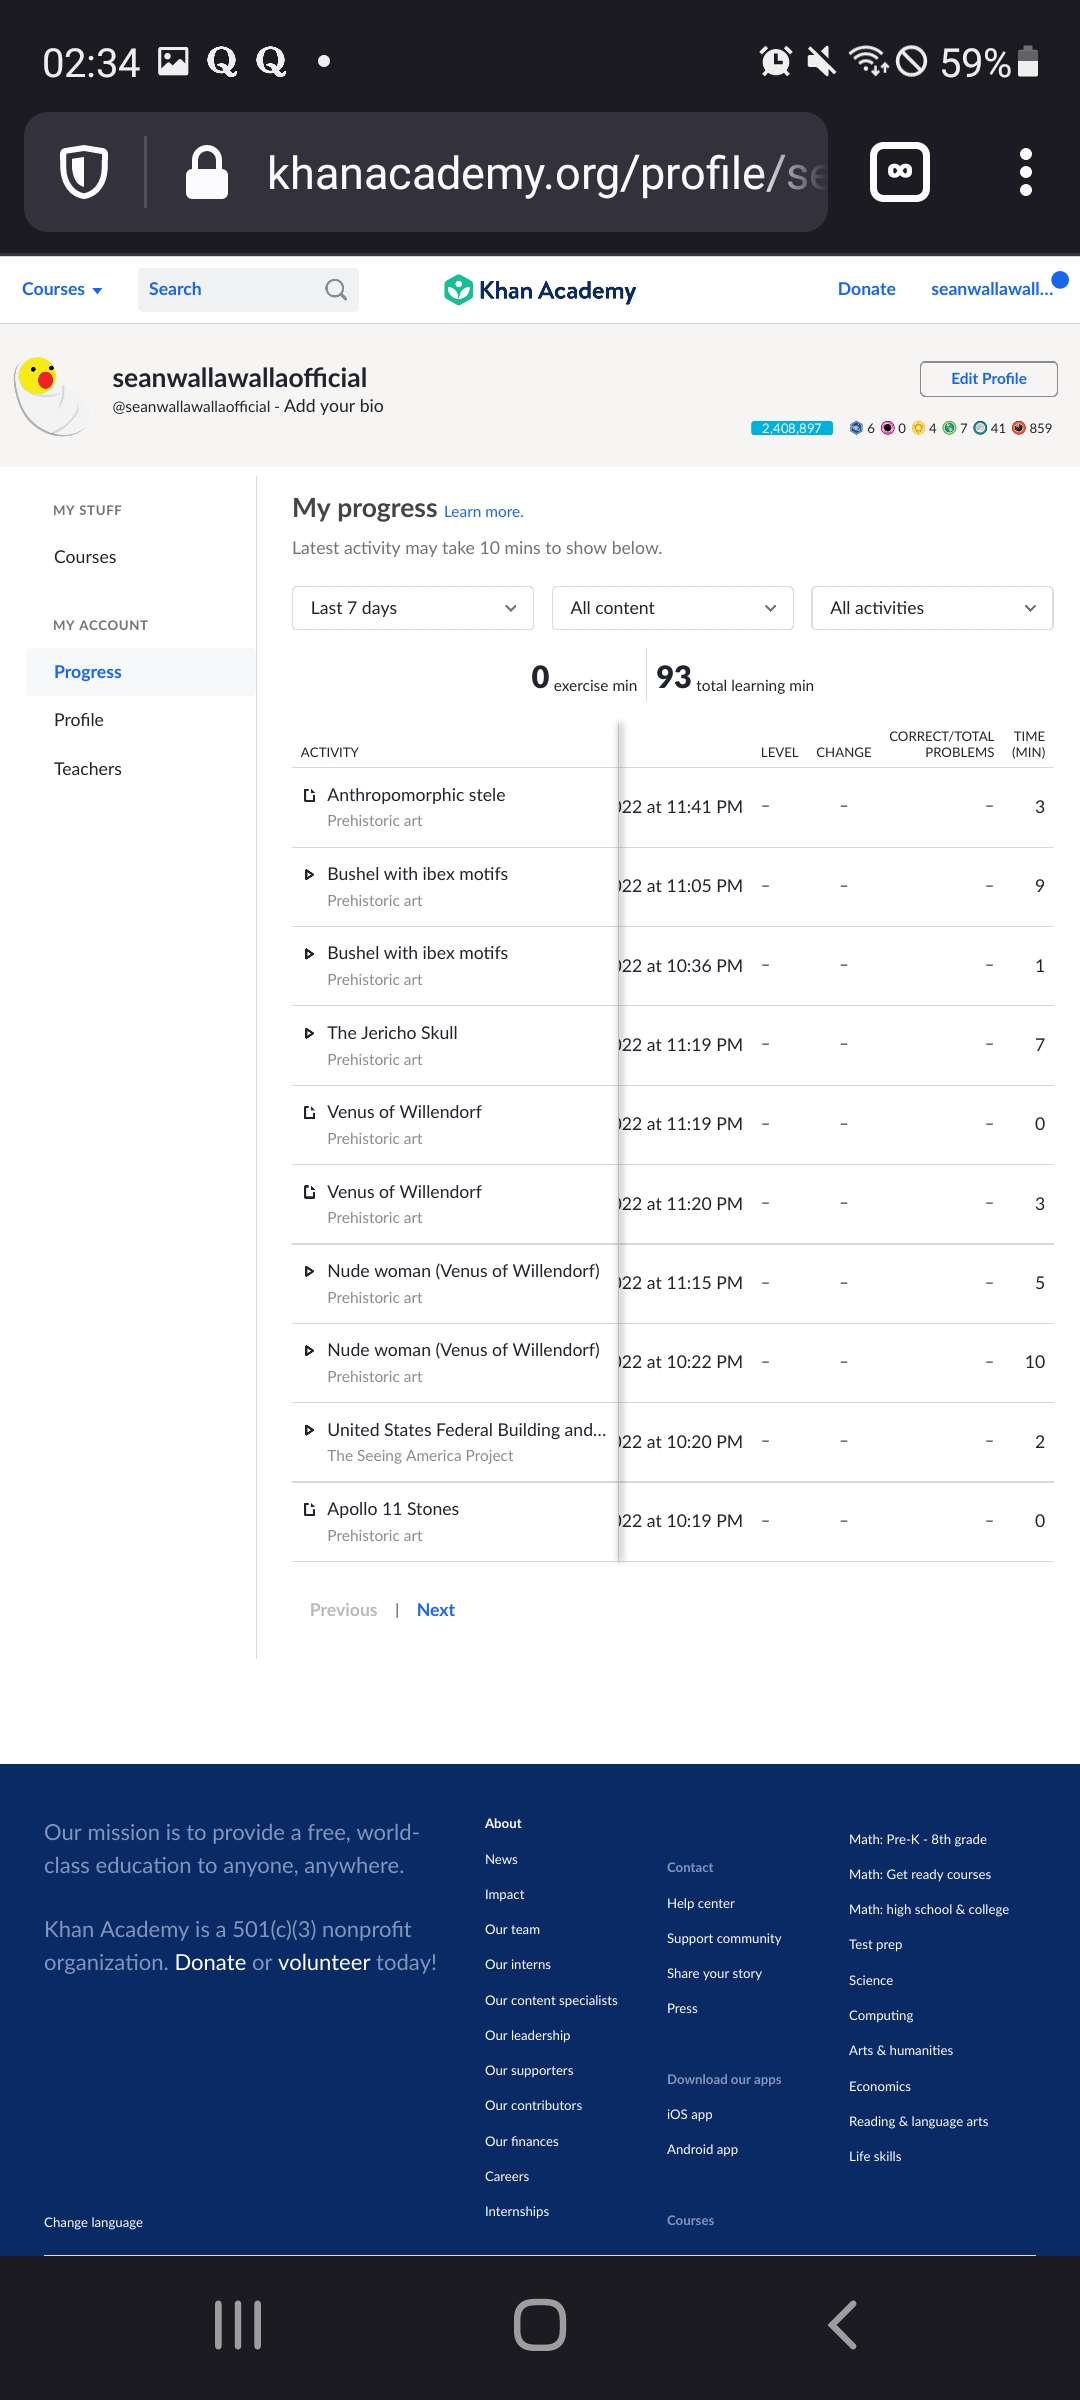 02:34 59%
khanacademy.org/profile/se
Courses Search Khan Academy Donate seanwallawall...
seanwallawallaofficial
@seanwallawallaofficial - Add your bio
Edit Profile
2,408,897 6 0 4 7 41 859
MY STUFF
Courses
MY ACCOUNT
Progress
Profile
Teachers
My progress Learn more.
Latest activity may take 10 mins to show below.
Last 7 days All content All activities
0 exercise min 93 total learning min
ACTIVITY LEVEL CHANGE CORRECT/TOTAL PROBLEMS TIME (MIN)
Anthropomorphic stele
Prehistoric art
022 at 11:41 PM – – – 3
Bushel with ibex motifs
Prehistoric art
022 at 11:05 PM – – – 9
Bushel with ibex motifs
Prehistoric art
022 at 10:36 PM – – – 1
The Jericho Skull
Prehistoric art
022 at 11:19 PM – – – 7
Venus of Willendorf
Prehistoric art
022 at 11:19 PM – – – 0
Venus of Willendorf
Prehistoric art
022 at 11:20 PM – – – 3
Nude woman (Venus of Willendorf)
Prehistoric art
022 at 11:15 PM – – – 5
Nude woman (Venus of Willendorf)
Prehistoric art
022 at 10:22 PM – – – 10
United States Federal Building and...
The Seeing America Project
022 at 10:20 PM – – – 2
Apollo 11 Stones
Prehistoric art
022 at 10:19 PM – – – 0
Previous | Next
Our mission is to provide a free, world-
class education to anyone, anywhere.
Khan Academy is a 501(c)(3) nonprofit
organization. Donate or volunteer today!
Change language
About
News
Impact
Our team
Our interns
Our content specialists
Our leadership
Our supporters
Our contributors
Our finances
Careers
Internships
Contact
Help center
Support community
Share your story
Press
Download our apps
iOS app
Android app
Courses
Math: Pre-K - 8th grade
Math: Get ready courses
Math: high school & college
Test prep
Science
Computing
Arts & humanities
Economics
Reading & language arts
Life skills